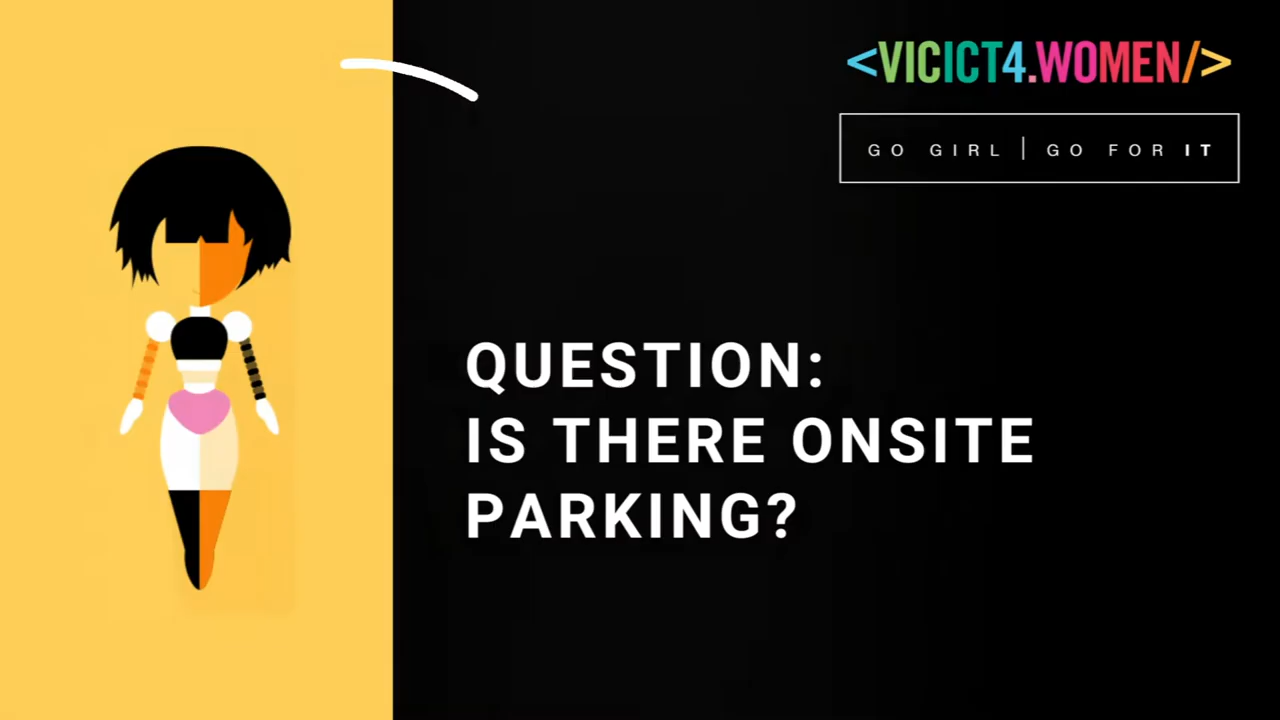 <VICICT4.WOMEN/>
GO GIRL | GO FOR IT
QUESTION:
IS THERE ONSITE
PARKING?